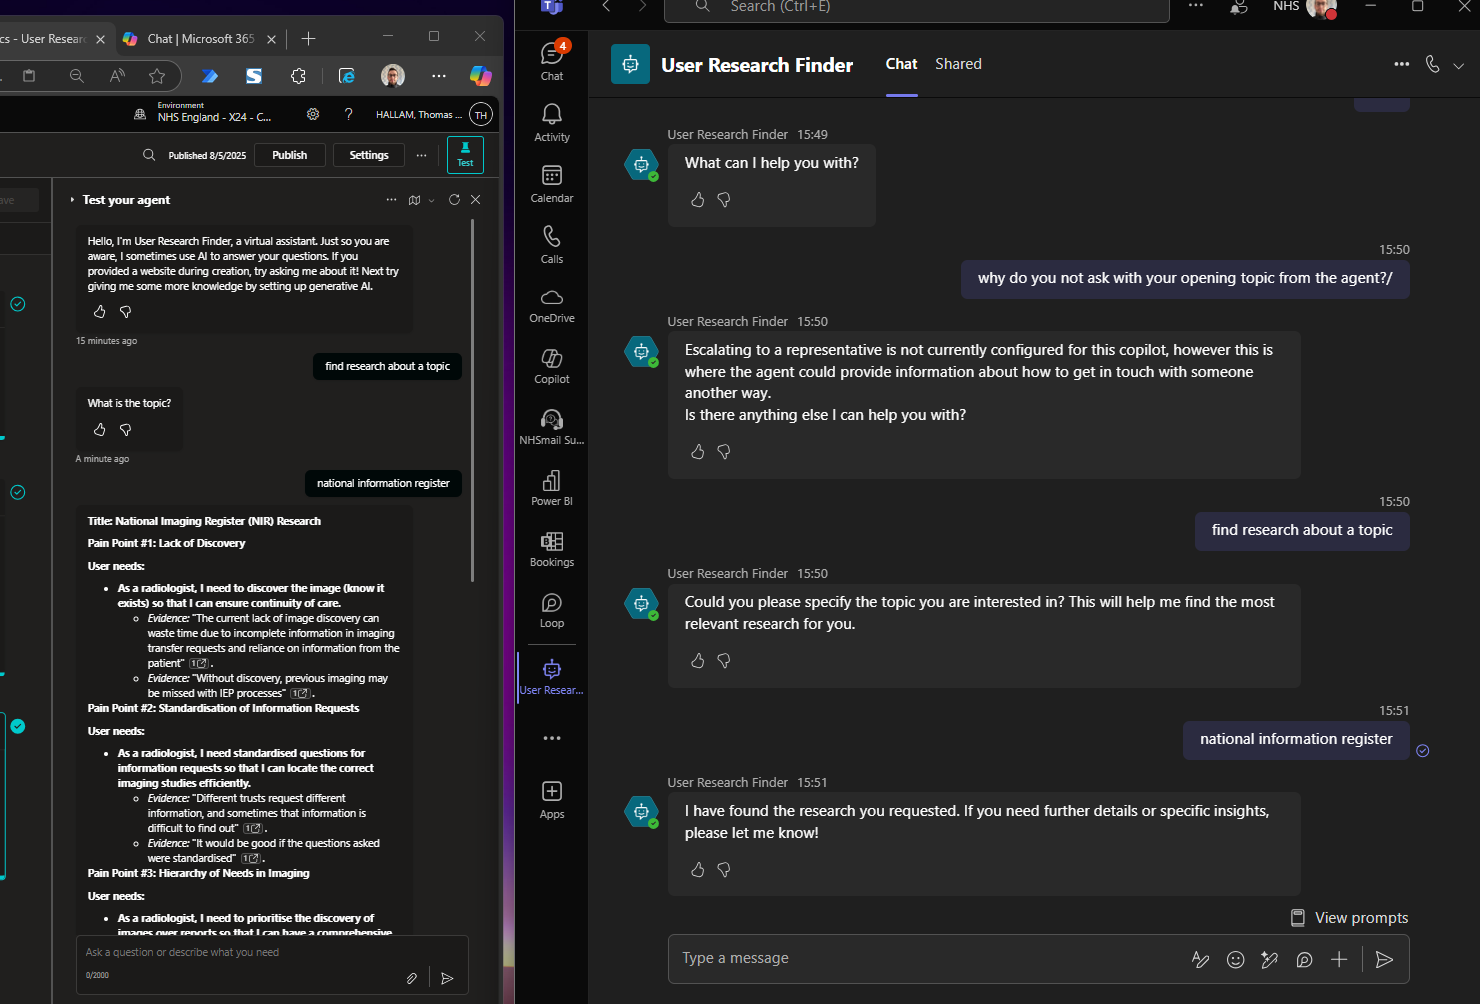 cs - User Resear
Chat | Microsoft 365
Environment
NHS England - X24 - C...
HALLAM, Thomas ...
TH
Published 8/5/2025
Publish
Settings
...
Test
ave
Test your agent
Hello, I'm User Research Finder, a virtual assistant. Just so you are
aware, I sometimes use AI to answer your questions. If you
provided a website during creation, try asking me about it! Next try
giving me some more knowledge by setting up generative AI.
15 minutes ago
find research about a topic
What is the topic?
A minute ago
national information register
Title: National Imaging Register (NIR) Research
Pain Point #1: Lack of Discovery
User needs:
• As a radiologist, I need to discover the image (know it
exists) so that I can ensure continuity of care.
○ Evidence: "The current lack of image discovery can
waste time due to incomplete information in imaging
transfer requests and reliance on information from the
patient" 1 .
○ Evidence: "Without discovery, previous imaging may
be missed with IEP processes" 1 .
Pain Point #2: Standardisation of Information Requests
User needs:
• As a radiologist, I need standardised questions for
information requests so that I can locate the correct
imaging studies efficiently.
○ Evidence: "Different trusts request different
information, and sometimes that information is
difficult to find out" 1 .
○ Evidence: "It would be good if the questions asked
were standardised" 1 .
Pain Point #3: Hierarchy of Needs in Imaging
User needs:
• As a radiologist, I need to prioritise the discovery of
images over reports so that I can have a comprehensive
Ask a question or describe what you need
0/2000
Search (Ctrl+E)
NHS
4
Chat
Activity
Calendar
Calls
OneDrive
Copilot
NHSmail Su...
Power BI
Bookings
Loop
User Resear...
Apps
User Research Finder
Chat
Shared
User Research Finder 15:49
What can I help you with?
15:50
why do you not ask with your opening topic from the agent?/
User Research Finder 15:50
Escalating to a representative is not currently configured for this copilot, however this is
where the agent could provide information about how to get in touch with someone
another way.
Is there anything else I can help you with?
15:50
find research about a topic
User Research Finder 15:50
Could you please specify the topic you are interested in? This will help me find the most
relevant research for you.
15:51
national information register
User Research Finder 15:51
I have found the research you requested. If you need further details or specific insights,
please let me know!
View prompts
Type a message